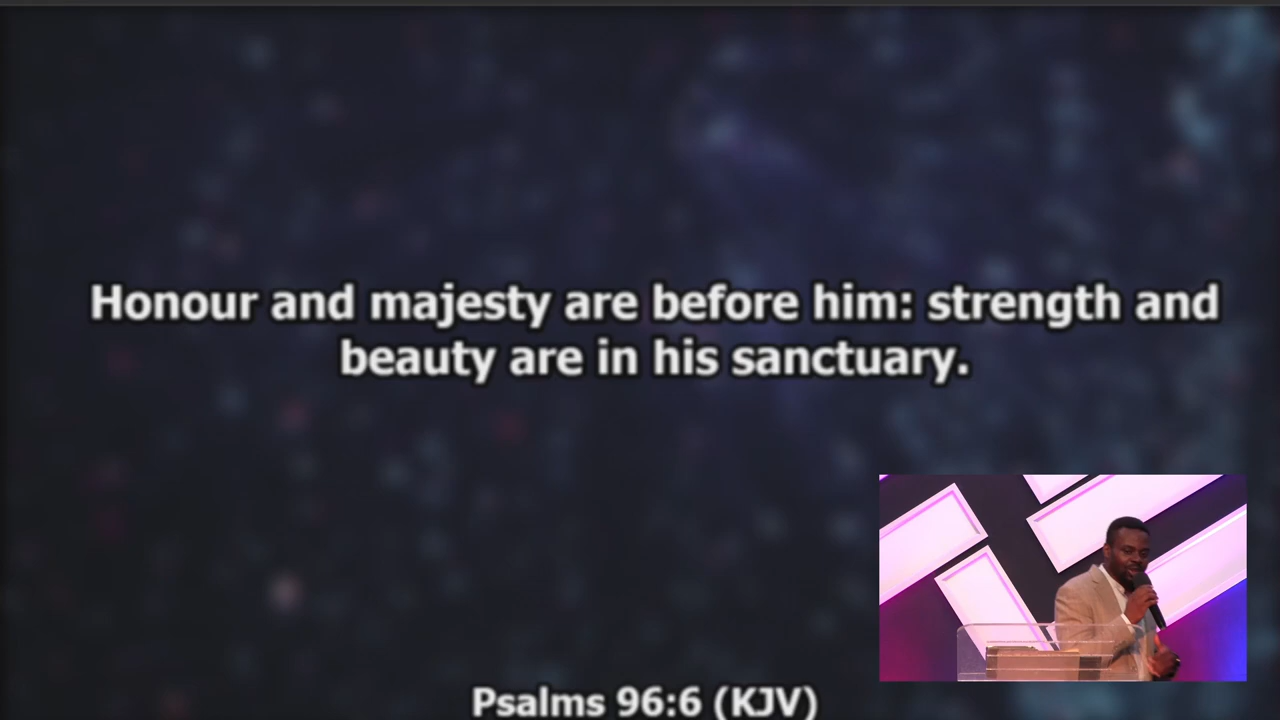 Honour and majesty are before him: strength and
beauty are in his sanctuary.
Psalms 96:6 (KJV)